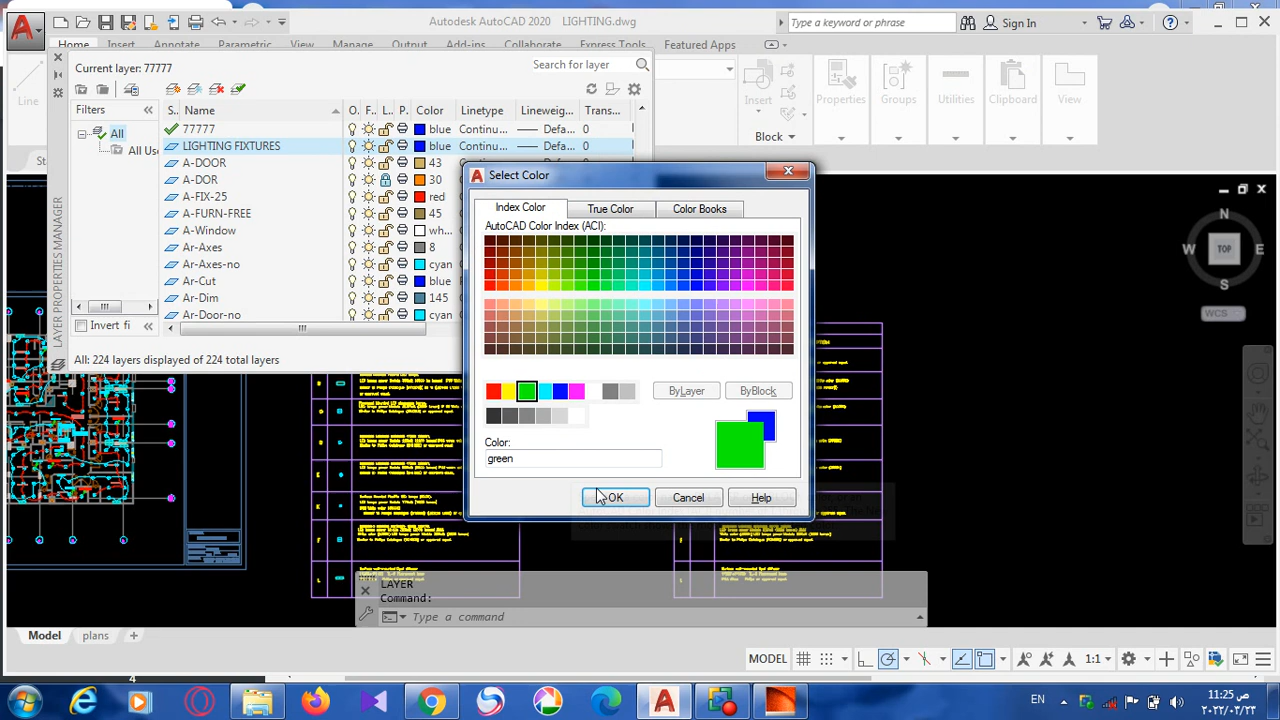 Autodesk AutoCAD 2020 LIGHTING.dwg
Type a keyword or phrase
Sign In
Home Insert Annotate Parametric View Manage Output Add-ins Collaborate Express Tools Featured Apps
Line
Insert
Block
Properties
Groups
Utilities
Clipboard
View
LAYER PROPERTIES MANAGER
Current layer: 77777
Search for layer
Filters
All
All Use
Invert fi
S.. Name O. F.. L.. P. Color Linetype Lineweig... Trans...
77777 blue Continu... Defa... 0
LIGHTING FIXTURES blue Continu... Defa... 0
A-DOOR 43
A-DOR 30
A-FIX-25 red
A-FURN-FREE 45
A-Window wh...
Ar-Axes 8
Ar-Axes-no cyan
Ar-Cut blue
Ar-Dim 145
Ar-Door-no cyan
All: 224 layers displayed of 224 total layers
Select Color
Index Color True Color Color Books
AutoCAD Color Index (ACI):
ByLayer ByBlock
Color:
green
OK Cancel Help
N
W TOP E
S
WCS
LAYER
Command:
Type a command
Model plans +
MODEL 1:1
EN
11:25 ص
٢٠٢٢/٠٣/٢٣